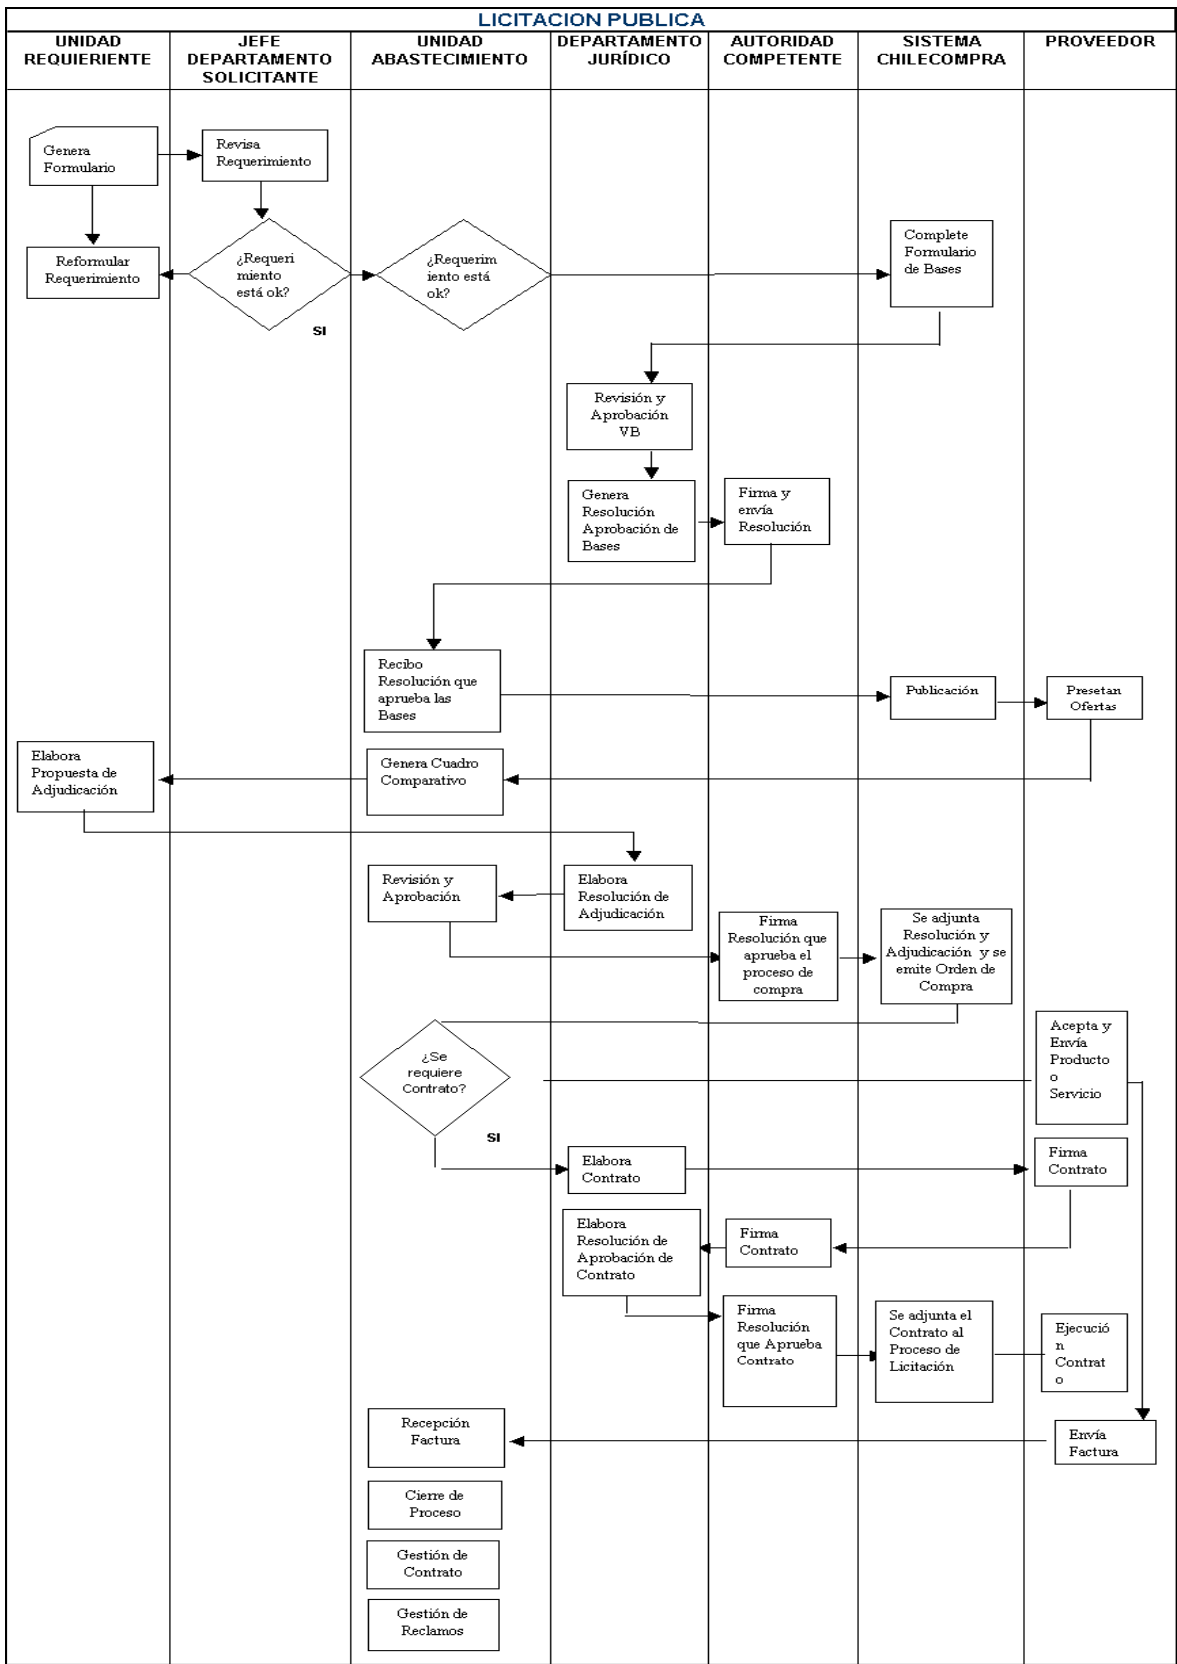 LICITACION PUBLICA
UNIDAD
REQUIERIENTE
JEFE
DEPARTAMENTO
SOLICITANTE
UNIDAD
ABASTECIMIENTO
DEPARTAMENTO
JURÍDICO
AUTORIDAD
COMPETENTE
SISTEMA
CHILECOMPRA
PROVEEDOR
Genera
Formulario
Revisa
Requerimiento
Reformular
Requerimiento
¿Requeri
miento
está ok?
SI
¿Requerim
iento está
ok?
Complete
Formulario
de Bases
Revisión y
Aprobación
VB
Genera
Resolución
Aprobación de
Bases
Firma y
envía
Resolución
Recibo
Resolución que
aprueba las
Bases
Publicación
Presetan
Ofertas
Elabora
Propuesta de
Adjudicación
Genera Cuadro
Comparativo
Revisión y
Aprobación
Elabora
Resolución de
Adjudicación
Firma
Resolución que
aprueba el
proceso de
compra
Se adjunta
Resolución y
Adjudicación y se
emite Orden de
Compra
¿Se
requiere
Contrato?
SI
Acepta y
Envía
Producto
o
Servicio
Elabora
Contrato
Firma
Contrato
Elabora
Resolución de
Aprobación de
Contrato
Firma
Contrato
Firma
Resolución
que Aprueba
Contrato
Se adjunta el
Contrato al
Proceso de
Licitación
Ejecució
n
Contrat
o
Recepción
Factura
Envía
Factura
Cierre de
Proceso
Gestión de
Contrato
Gestión de
Reclamos